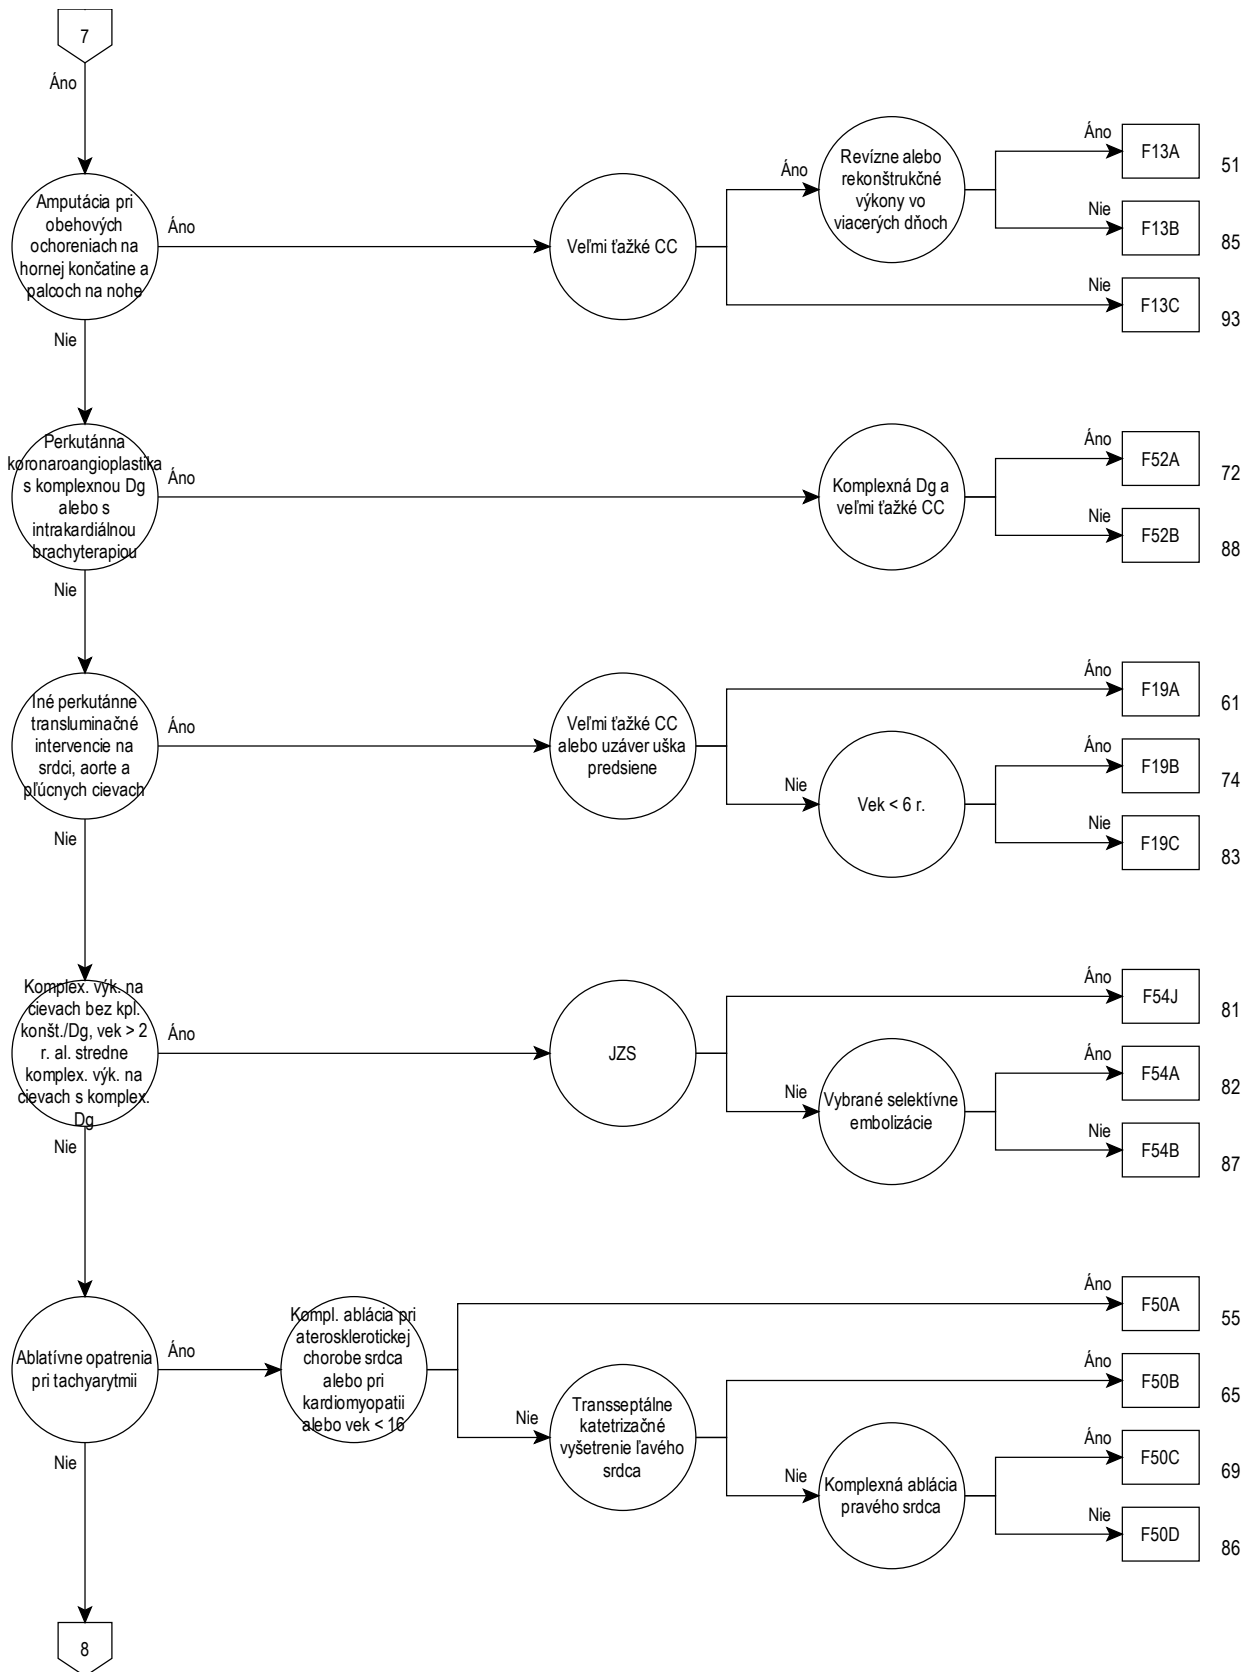 7
Áno
Amputácia pri
obehových
ochoreniach na
hornej končatine a
palcoch na nohe
Áno
Veľmi ťažké CC
Áno
Revízne alebo
rekonštrukčné
výkony vo
viacerých dňoch
Áno
F13A
51
Nie
F13B
85
Nie
F13C
93
Nie
Perkutánna
koronaroangioplastika
s komplexnou Dg
alebo s
intrakardiálnou
brachyterapiou
Áno
Komplexná Dg a
veľmi ťažké CC
Áno
F52A
72
Nie
F52B
88
Nie
Iné perkutánne
transluminačné
intervencie na
srdci, aorte a
pľúcnych cievach
Áno
Veľmi ťažké CC
alebo uzáver uška
predsiene
Áno
F19A
61
Nie
Vek < 6 r.
Áno
F19B
74
Nie
F19C
83
Nie
Komplex. výk. na
cievach bez kpl.
konšt./Dg, vek > 2
r. al. stredne
komplex. výk. na
cievach s komplex.
Dg
Áno
JZS
Áno
F54J
81
Nie
Vybrané selektívne
embolizácie
Áno
F54A
82
Nie
F54B
87
Nie
Ablatívne opatrenia
pri tachyarytmii
Áno
Kompl. ablácia pri
aterosklerotickej
chorobe srdca
alebo pri
kardiomyopatii
alebo vek < 16
Áno
F50A
55
Nie
Transseptálne
katetrizačné
vyšetrenie ľavého
srdca
Áno
F50B
65
Nie
Komplexná ablácia
pravého srdca
Áno
F50C
69
Nie
F50D
86
Nie
8